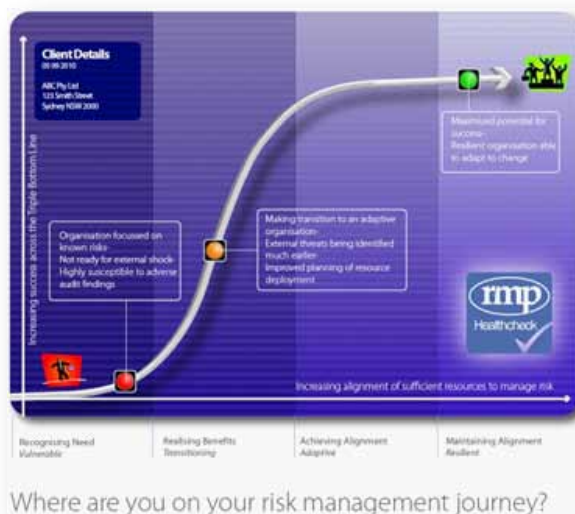 Client Details
09 09 2010
ABC Pty Ltd
123 Smith Street
Sydney NSW 2000
Increasing success across the Triple Bottom Line
Maximised potential for
success-
Resilient organisation able
to adapt to change
Organisation focussed on
known risks-
Not ready for external shock-
Highly susceptible to adverse
audit findings
Making transition to an adaptive
organisation-
External threats being identified
much earlier-
Improved planning of resource
deployment
rmp
Healthcheck
Increasing alignment of sufficient resources to manage risk
Recognising Need
Vulnerable
Realising Benefits
Transitioning
Achieving Alignment
Adaptive
Maintaining Alignment
Resilient
Where are you on your risk management journey?